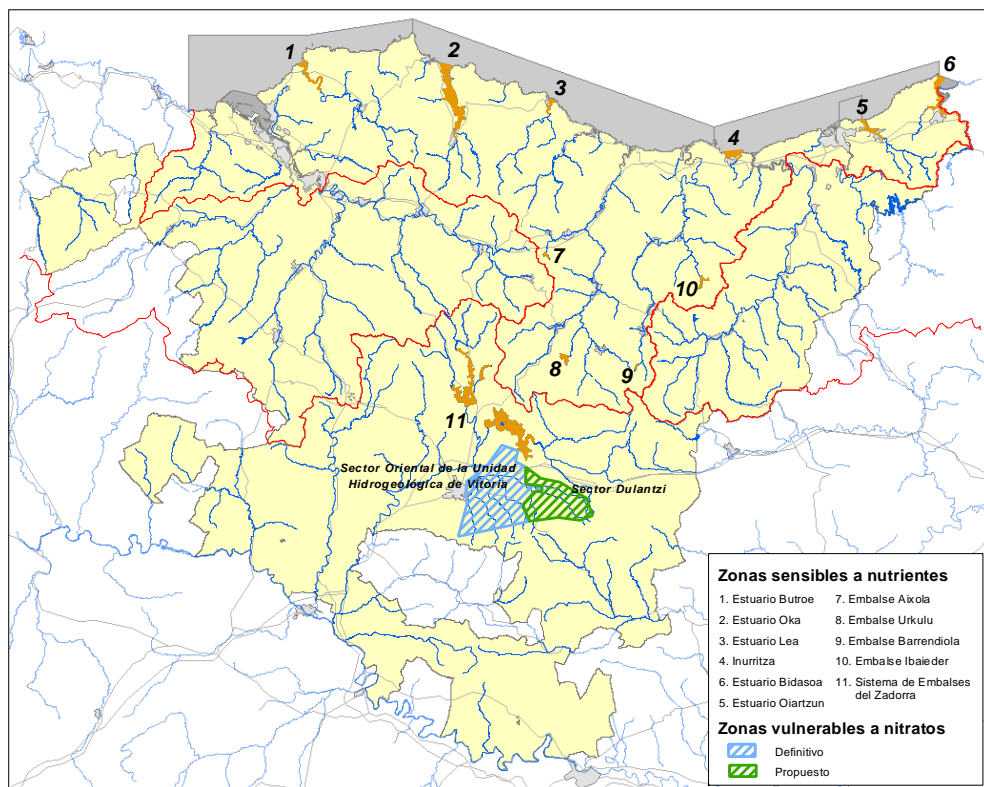 1
2
3
4
5
6
7
8
9
10
11
Sector Oriental de la Unidad
Hidrogeológica de Vitoria
Sector Dulantzi
Zonas sensibles a nutrientes
1. Estuario Butroe
2. Estuario Oka
3. Estuario Lea
4. Inurritza
6. Estuario Bidasoa
5. Estuario Oiartzun
7. Embalse Aixola
8. Embalse Urkulu
9. Embalse Barrendiola
10. Embalse Ibaieder
11. Sistema de Embalses
del Zadorra
Zonas vulnerables a nitratos
Definitivo
Propuesto